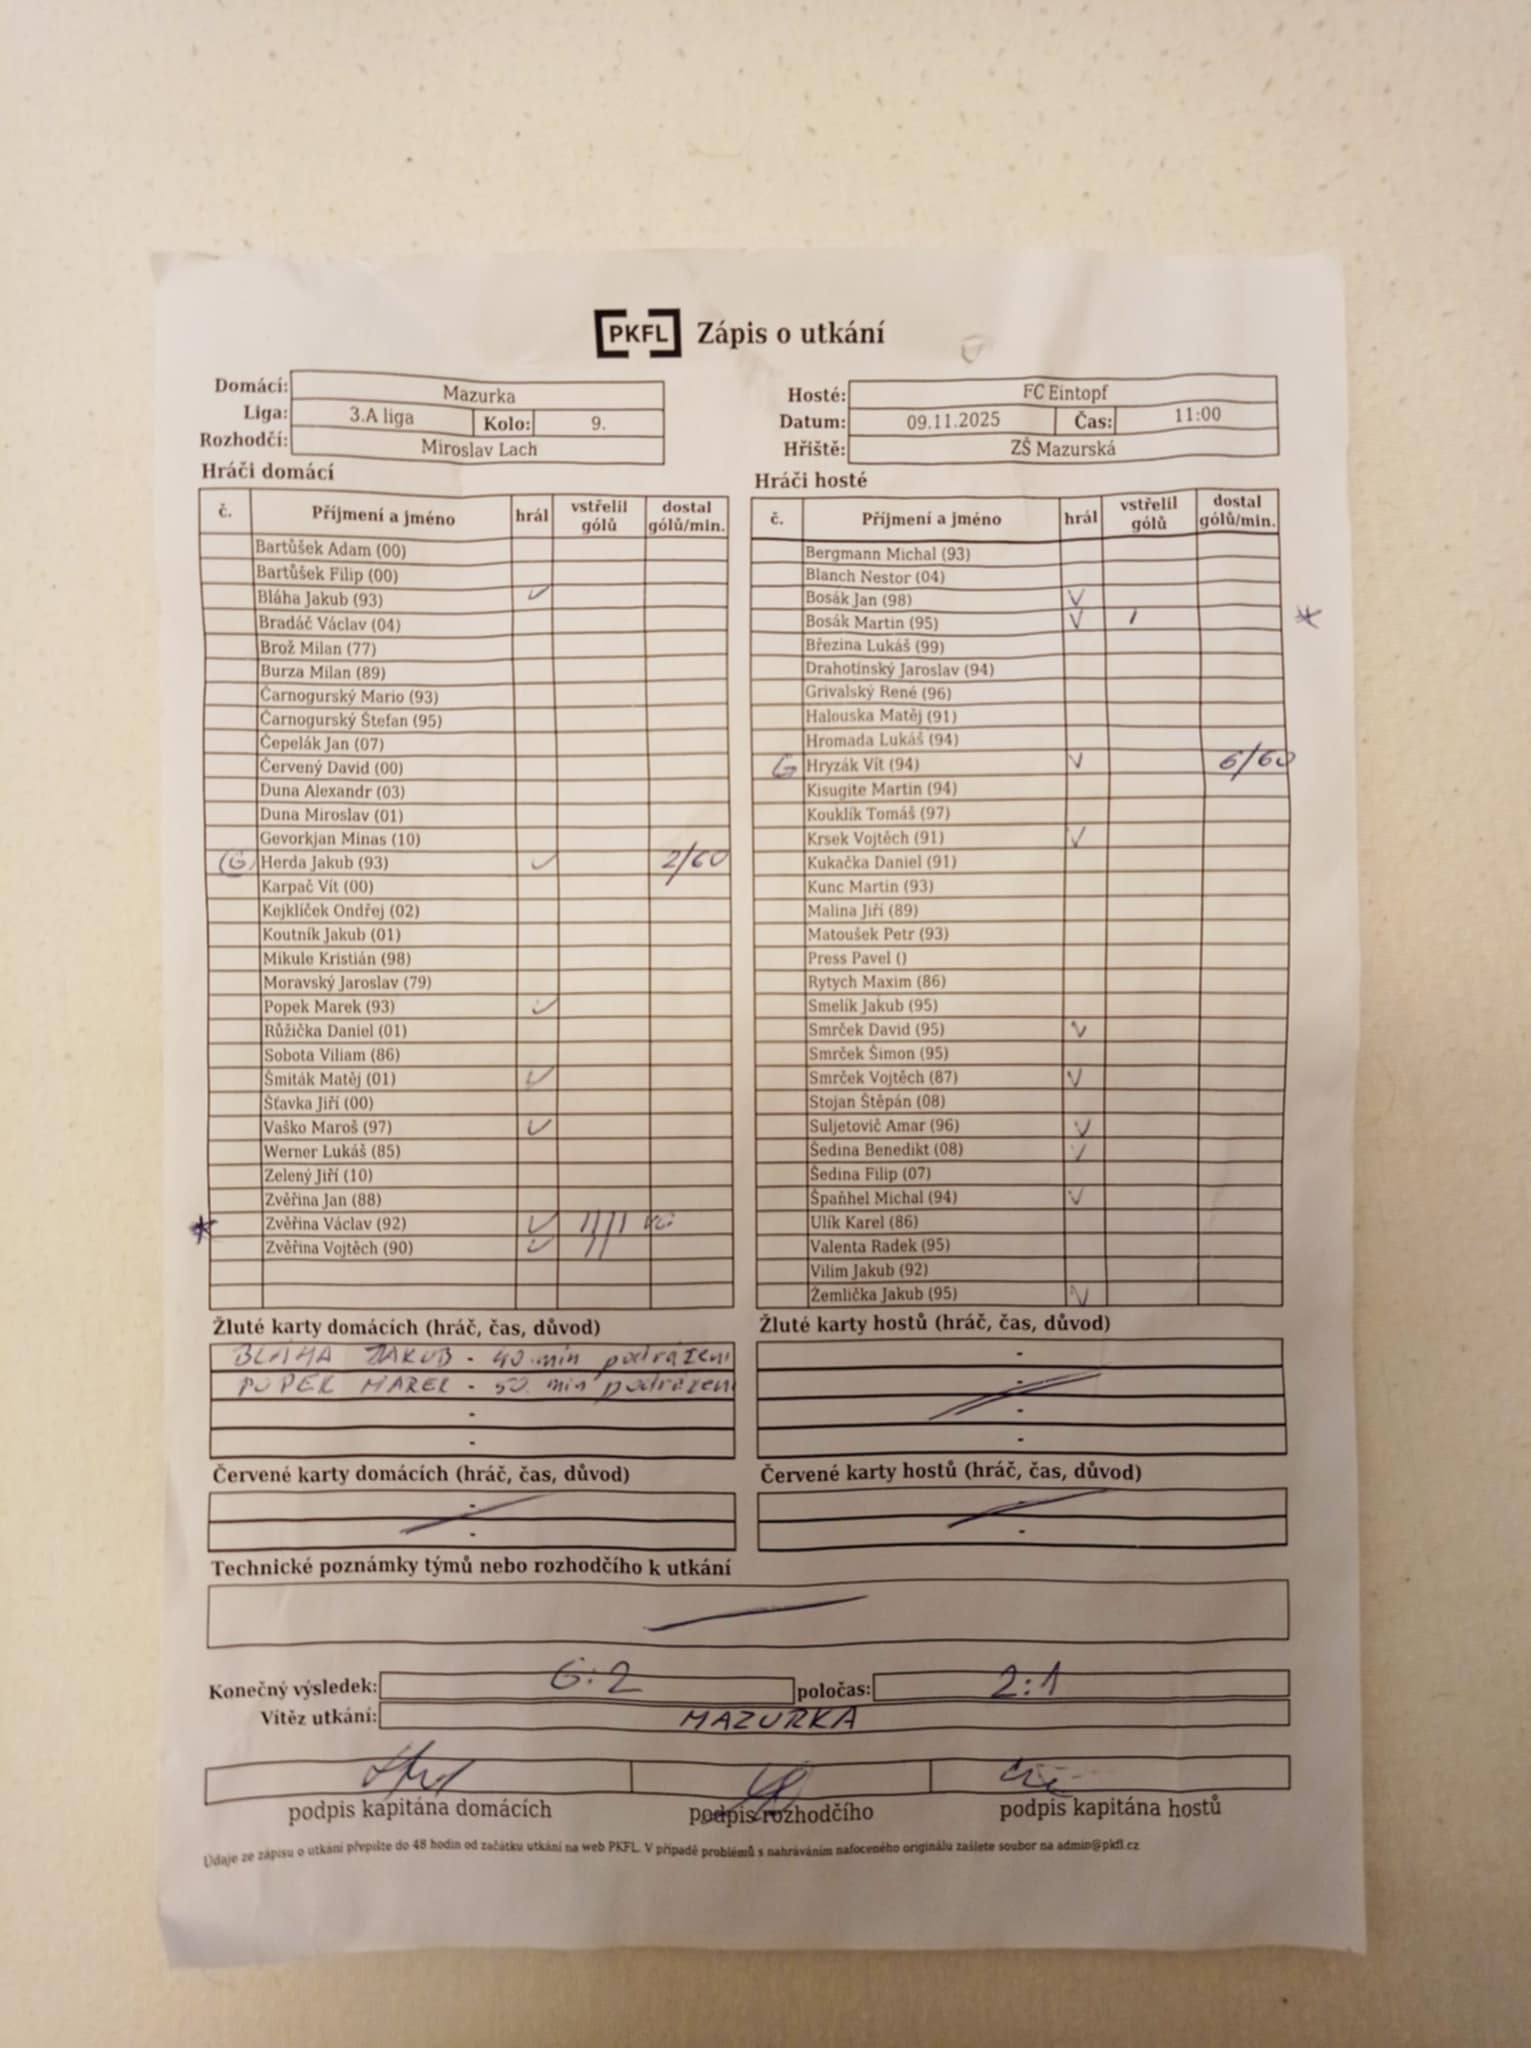 PKFL Zápis o utkání
Domácí: Mazurka
Liga: 3.A liga Kolo: 9.
Rozhodčí: Miroslav Lach
Hosté: FC Eintopf
Datum: 09.11.2025 Čas: 11:00
Hřiště: ZŠ Mazurská
Hráči domácí
č. Příjmení a jméno hrál vstřelil gólů dostal gólů/min.
Bartůšek Adam (00)
Bartůšek Filip (00)
Bláha Jakub (93) ✓
Bradáč Václav (04)
Brož Milan (77)
Burza Milan (89)
Čarnogurský Mario (93)
Čarnogurský Štefan (95)
Čepelák Jan (07)
Červený David (00)
Duna Alexandr (03)
Duna Miroslav (01)
Gevorkjan Minas (10)
G Herda Jakub (93) ✓ 2/60
Karpač Vít (00)
Kejklíček Ondřej (02)
Koutník Jakub (01)
Mikule Kristián (98)
Moravský Jaroslav (79)
Popek Marek (93) ✓
Růžička Daniel (01)
Sobota Viliam (86)
Šmiták Matěj (01) ✓
Šťavka Jiří (00)
Vaško Maroš (97) ✓
Werner Lukáš (85)
Zelený Jiří (10)
Zvěřina Jan (88)
* Zvěřina Václav (92) ✓ ////
Zvěřina Vojtěch (90) ✓ //
Hráči hosté
č. Příjmení a jméno hrál vstřelil gólů dostal gólů/min.
Bergmann Michal (93)
Blanch Nestor (04)
Bosák Jan (98) V
Bosák Martin (95) V / *
Březina Lukáš (99)
Drahotínský Jaroslav (94)
Grivalský René (96)
Halouska Matěj (91)
Hromada Lukáš (94)
G Hryzák Vít (94) V 6/60
Kisugite Martin (94)
Kouklík Tomáš (97)
Krsek Vojtěch (91) V
Kukačka Daniel (91)
Kunc Martin (93)
Malina Jiří (89)
Matoušek Petr (93)
Press Pavel ()
Rytych Maxim (86)
Smelík Jakub (95)
Smrček David (95) V
Smrček Šimon (95)
Smrček Vojtěch (87) V
Stojan Štěpán (08)
Suljetovič Amar (96) V
Šedina Benedikt (08) V
Šedina Filip (07)
Špaňhel Michal (94) V
Ulík Karel (86)
Valenta Radek (95)
Vilim Jakub (92)
Žemlička Jakub (95) V
Žluté karty domácích (hráč, čas, důvod)
BLÁHA JAKUB - 40. min podražení
POPEK MAREK - 50. min podražení
-
-
Žluté karty hostů (hráč, čas, důvod)
-
-
-
-
Červené karty domácích (hráč, čas, důvod)
-
-
Červené karty hostů (hráč, čas, důvod)
-
-
Technické poznámky týmů nebo rozhodčího k utkání
Konečný výsledek: 6:2 poločas: 2:1
Vítěz utkání: MAZURKA
podpis kapitána domácích podpis rozhodčího podpis kapitána hostů
Údaje ze zápisu o utkání přepište do 48 hodin od začátku utkání na web PKFL. V případě problémů s nahráváním nafoceného originálu zašlete soubor na admin@pkfl.cz